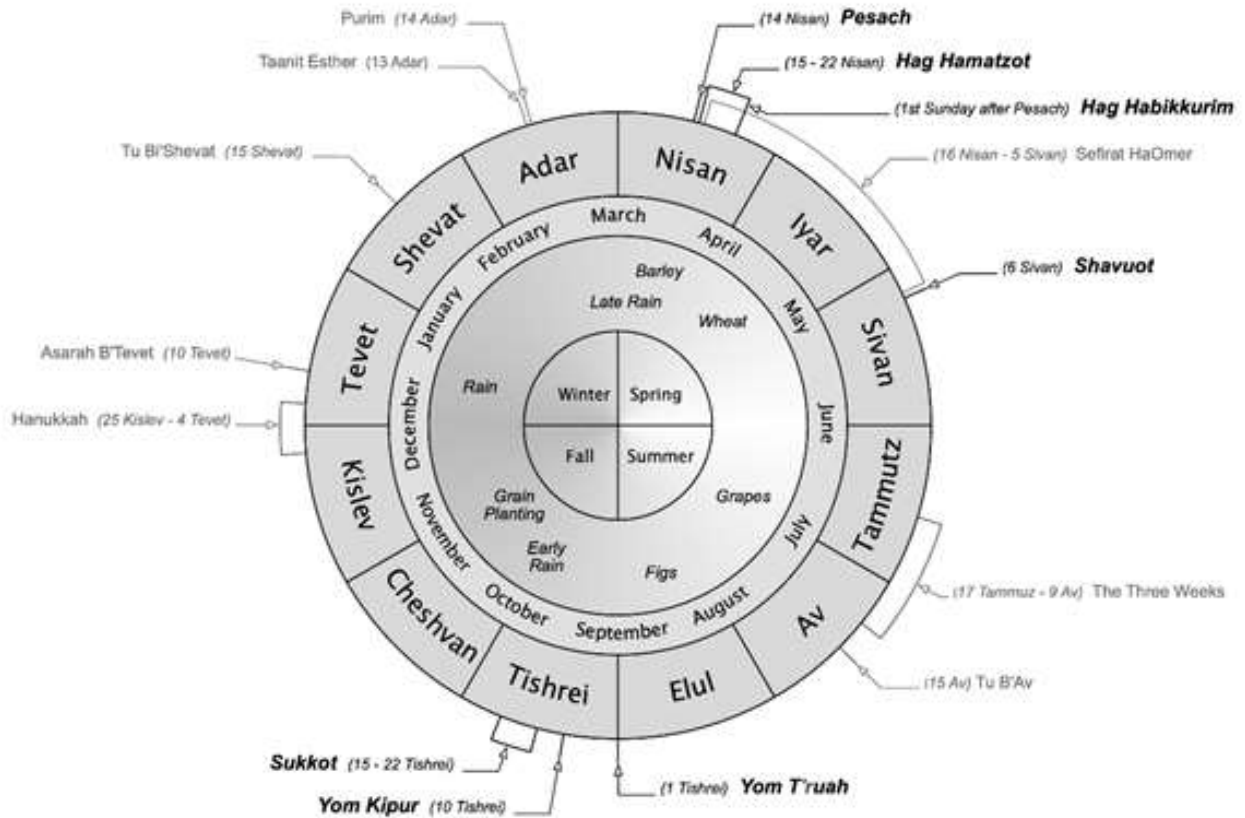 Purim (14 Adar)
Taanit Esther (13 Adar)
Tu Bi'Shevat (15 Shevat)
Asarah B'Tevet (10 Tevet)
Hanukkah (25 Kislev - 4 Tevet)
(14 Nisan) Pesach
(15 - 22 Nisan) Hag Hamatzot
(1st Sunday after Pesach) Hag Habikkurim
(16 Nisan - 5 Sivan) Sefirat HaOmer
(6 Sivan) Shavuot
(17 Tammuz - 9 Av) The Three Weeks
(15 Av) Tu B'Av
(1 Tishrei) Yom T'ruah
Yom Kipur (10 Tishrei)
Sukkot (15 - 22 Tishrei)
Nisan
Iyar
Sivan
Tammutz
Av
Elul
Tishrei
Cheshvan
Kislev
Tevet
Shevat
Adar
March
April
May
June
July
August
September
October
November
December
January
February
Barley
Late Rain
Wheat
Grapes
Figs
Early
Rain
Grain
Planting
Rain
Winter
Spring
Fall
Summer